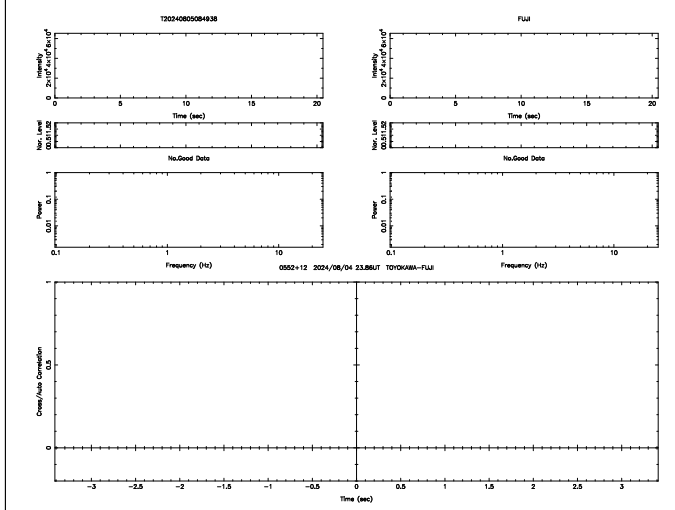 T20240805084938 FUJI
Intensity 0 2×10⁴ 4×10⁴ 6×10⁴ Intensity 0 2×10⁴ 4×10⁴ 6×10⁴
0 5 10 15 20 0 5 10 15 20
Time (sec) Time (sec)
Nor. Level 00.511.52 Nor. Level 00.511.52
No.Good Data No.Good Data
Power 0.01 0.1 1 Power 0.01 0.1 1
0.1 1 10 0.1 1 10
Frequency (Hz) Frequency (Hz)
0552+12 2024/08/04 23.86UT TOYOKAWA-FUJI
Cross/Auto Correlation 0 0.5 1
-3 -2.5 -2 -1.5 -1 -0.5 0 0.5 1 1.5 2 2.5 3
Time (sec)